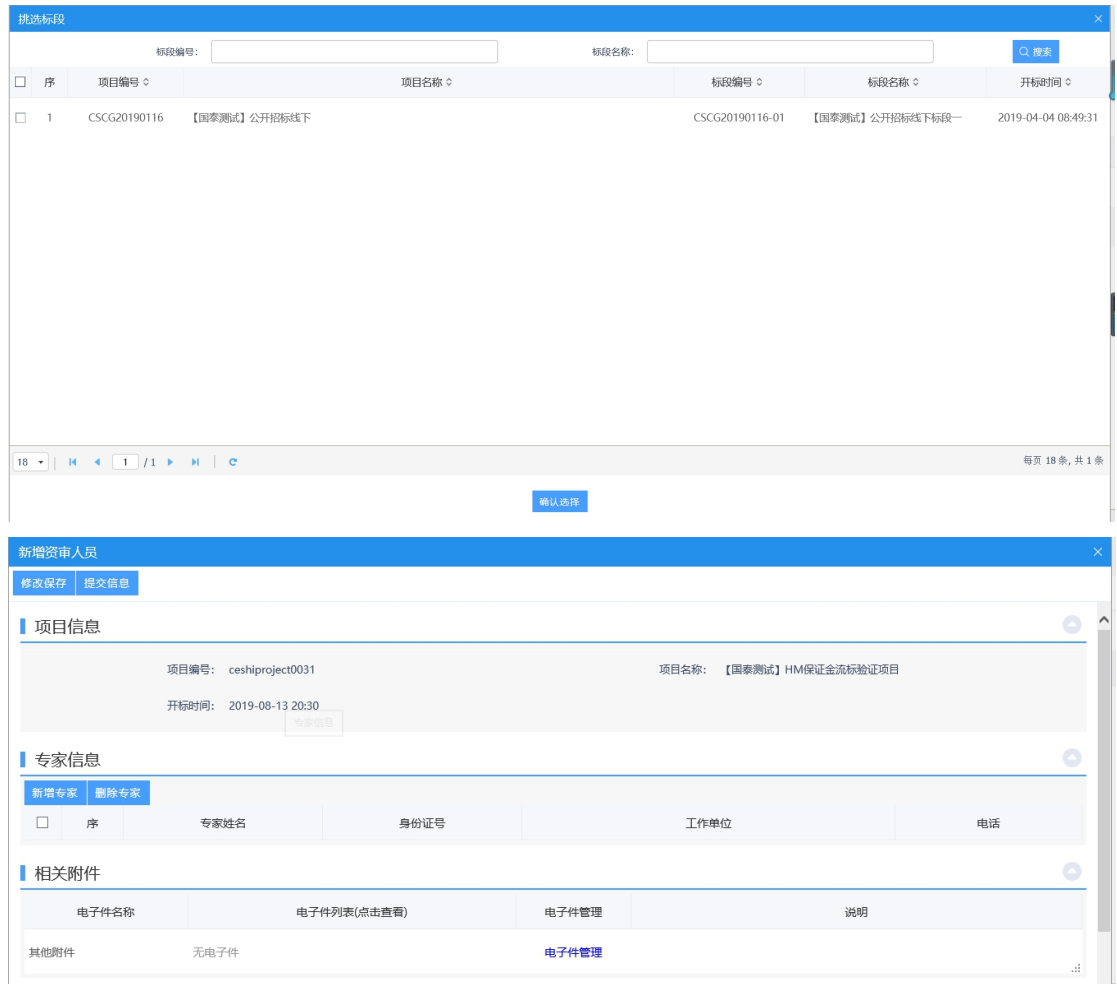 挑选标段
标段编号: 标段名称: 搜索
序 项目编号 项目名称 标段编号 标段名称 开标时间
1 CSCG20190116 【国泰测试】公开招标线下 CSCG20190116-01 【国泰测试】公开招标线下标段一 2019-04-04 08:49:31
18 1 / 1 每页 18 条, 共 1 条
确认选择
新增资审人员
修改保存 提交信息
项目信息
项目编号: ceshiproject0031 项目名称: 【国泰测试】HM保证金流标验证项目
开标时间: 2019-08-13 20:30
专家信息
专家信息
新增专家 删除专家
序 专家姓名 身份证号 工作单位 电话
相关附件
电子件名称 电子件列表(点击查看) 电子件管理 说明
其他附件 无电子件 电子件管理